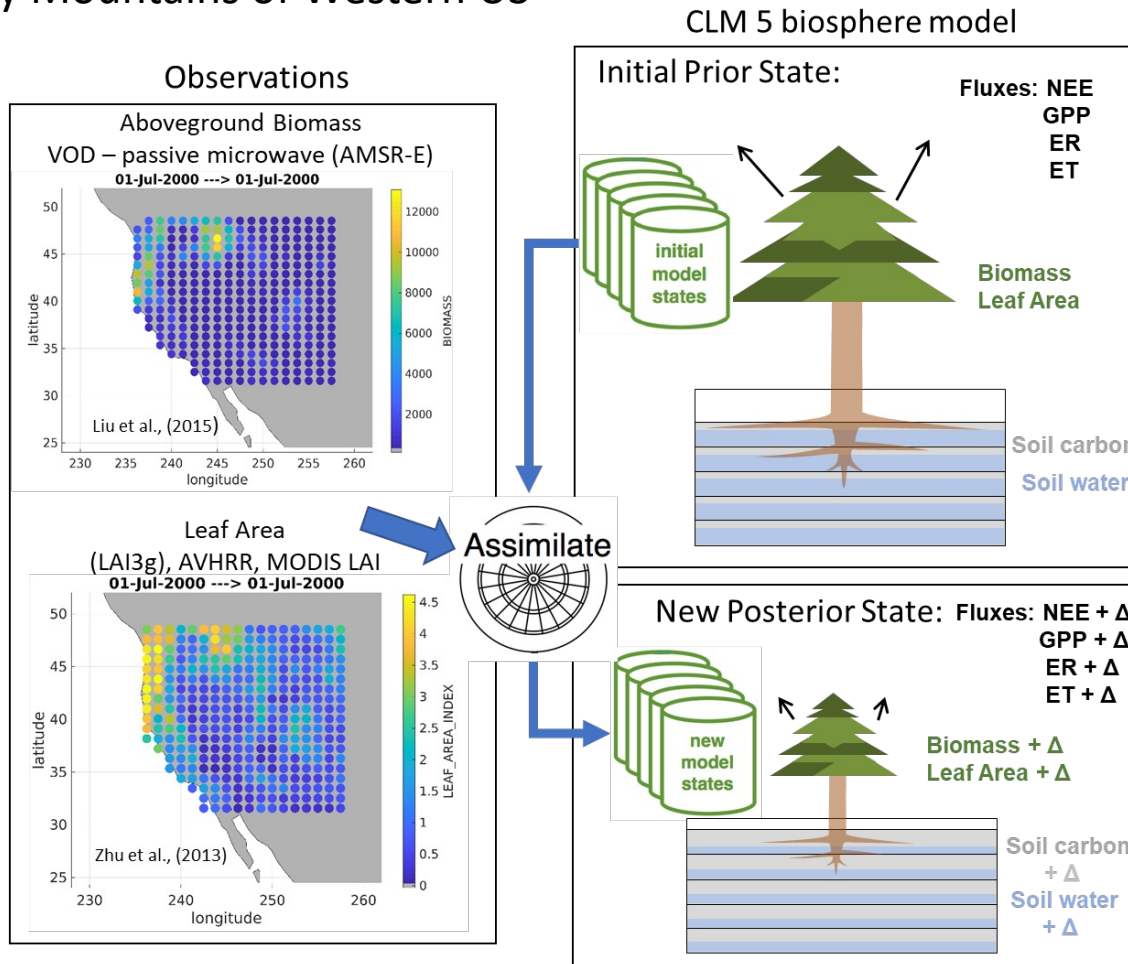 y Mountains of Western US
CLM 5 biosphere model
Observations
Aboveground Biomass
VOD – passive microwave (AMSR-E)
01-Jul-2000 ---> 01-Jul-2000
50
45
40
35
30
25
latitude
230 235 240 245 250 255 260
longitude
Liu et al., (2015)
12000
10000
8000
6000
4000
2000
BIOMASS
Leaf Area
(LAI3g), AVHRR, MODIS LAI
01-Jul-2000 ---> 01-Jul-2000
50
45
40
35
30
25
latitude
230 240 250 260
longitude
Zhu et al., (2013)
4.5
4
3.5
3
2.5
2
1.5
1
0.5
0
LEAF_AREA_INDEX
Assimilate
Initial Prior State:
Fluxes: NEE
GPP
ER
ET
initial
model
states
Biomass
Leaf Area
Soil carbon
Soil water
New Posterior State:
Fluxes: NEE + Δ
GPP + Δ
ER + Δ
ET + Δ
new
model
states
Biomass + Δ
Leaf Area + Δ
Soil carbon
+ Δ
Soil water
+ Δ